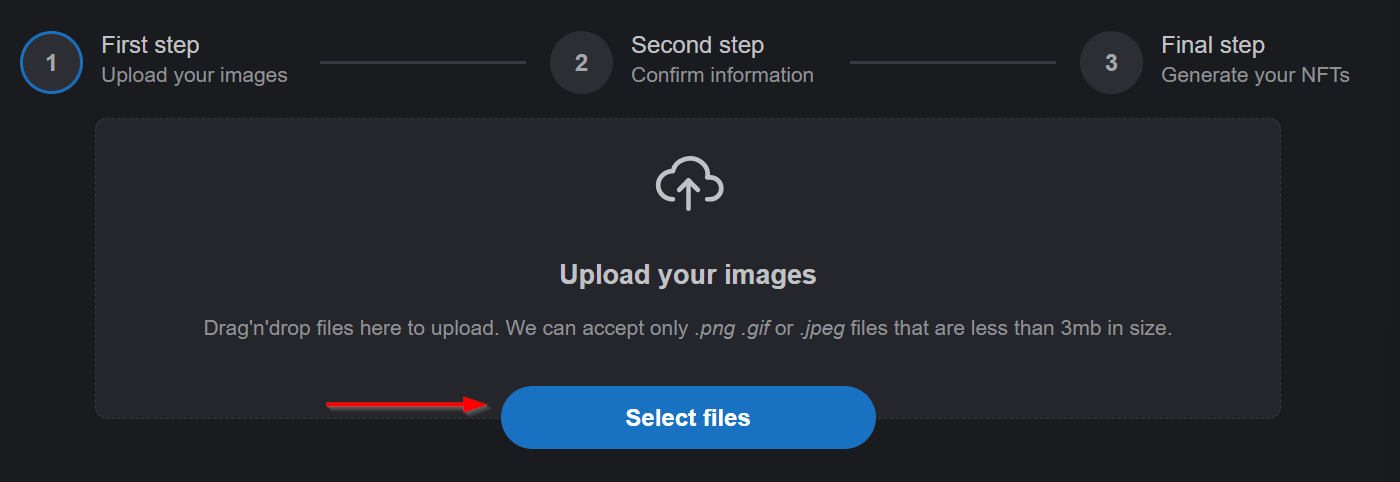 1
First step
Upload your images
2
Second step
Confirm information
3
Final step
Generate your NFTs
Upload your images
Drag'n'drop files here to upload. We can accept only .png .gif or .jpeg files that are less than 3mb in size.
Select files